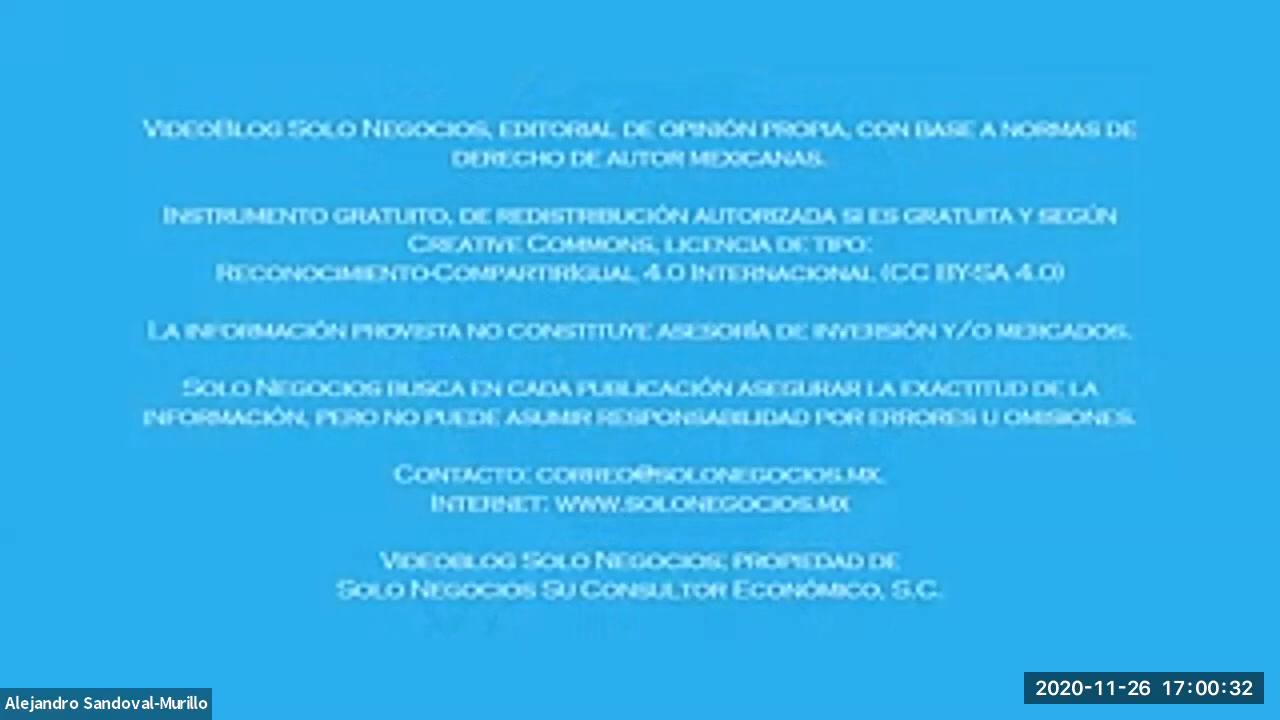 VideoBlog Solo Negocios, editorial de opinión propia, con base a normas de
derecho de autor mexicanas.
Instrumento gratuito, de redistribución autorizada si es gratuita y según
Creative Commons, licencia de tipo:
Reconocimiento-CompartirIgual 4.0 Internacional (CC BY-SA 4.0)
La información provista no constituye asesoría de inversión y/o mercados.
Solo Negocios busca en cada publicación asegurar la exactitud de la
información, pero no puede asumir responsabilidad por errores u omisiones.
Contacto: correo@solonegocios.mx.
Internet: www.solonegocios.mx
Videoblog Solo Negocios: propiedad de
Solo Negocios Su Consultor Económico, S.C.
Alejandro Sandoval-Murillo
2020-11-26 17:00:32